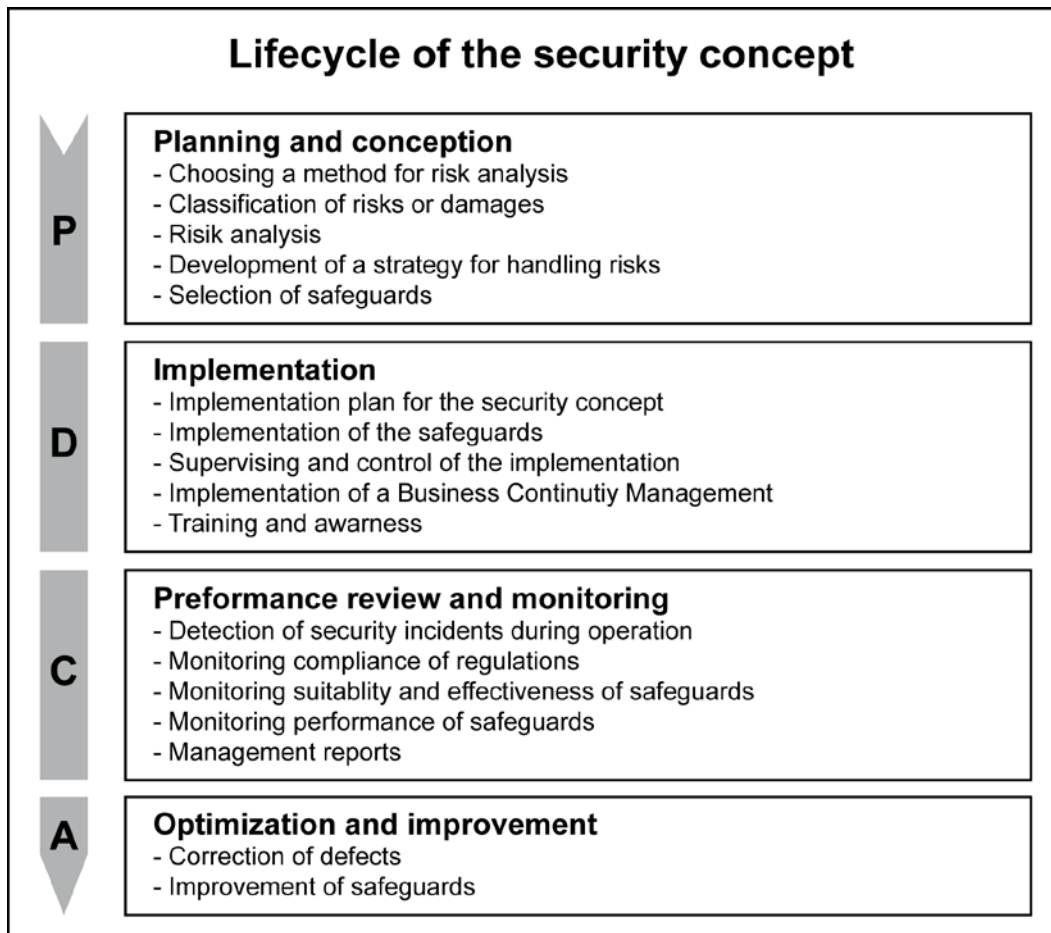 Lifecycle of the security concept
P
Planning and conception
- Choosing a method for risk analysis
- Classification of risks or damages
- Risik analysis
- Development of a strategy for handling risks
- Selection of safeguards
D
Implementation
- Implementation plan for the security concept
- Implementation of the safeguards
- Supervising and control of the implementation
- Implementation of a Business Continutiy Management
- Training and awarness
C
Preformance review and monitoring
- Detection of security incidents during operation
- Monitoring compliance of regulations
- Monitoring suitablity and effectiveness of safeguards
- Monitoring performance of safeguards
- Management reports
A
Optimization and improvement
- Correction of defects
- Improvement of safeguards